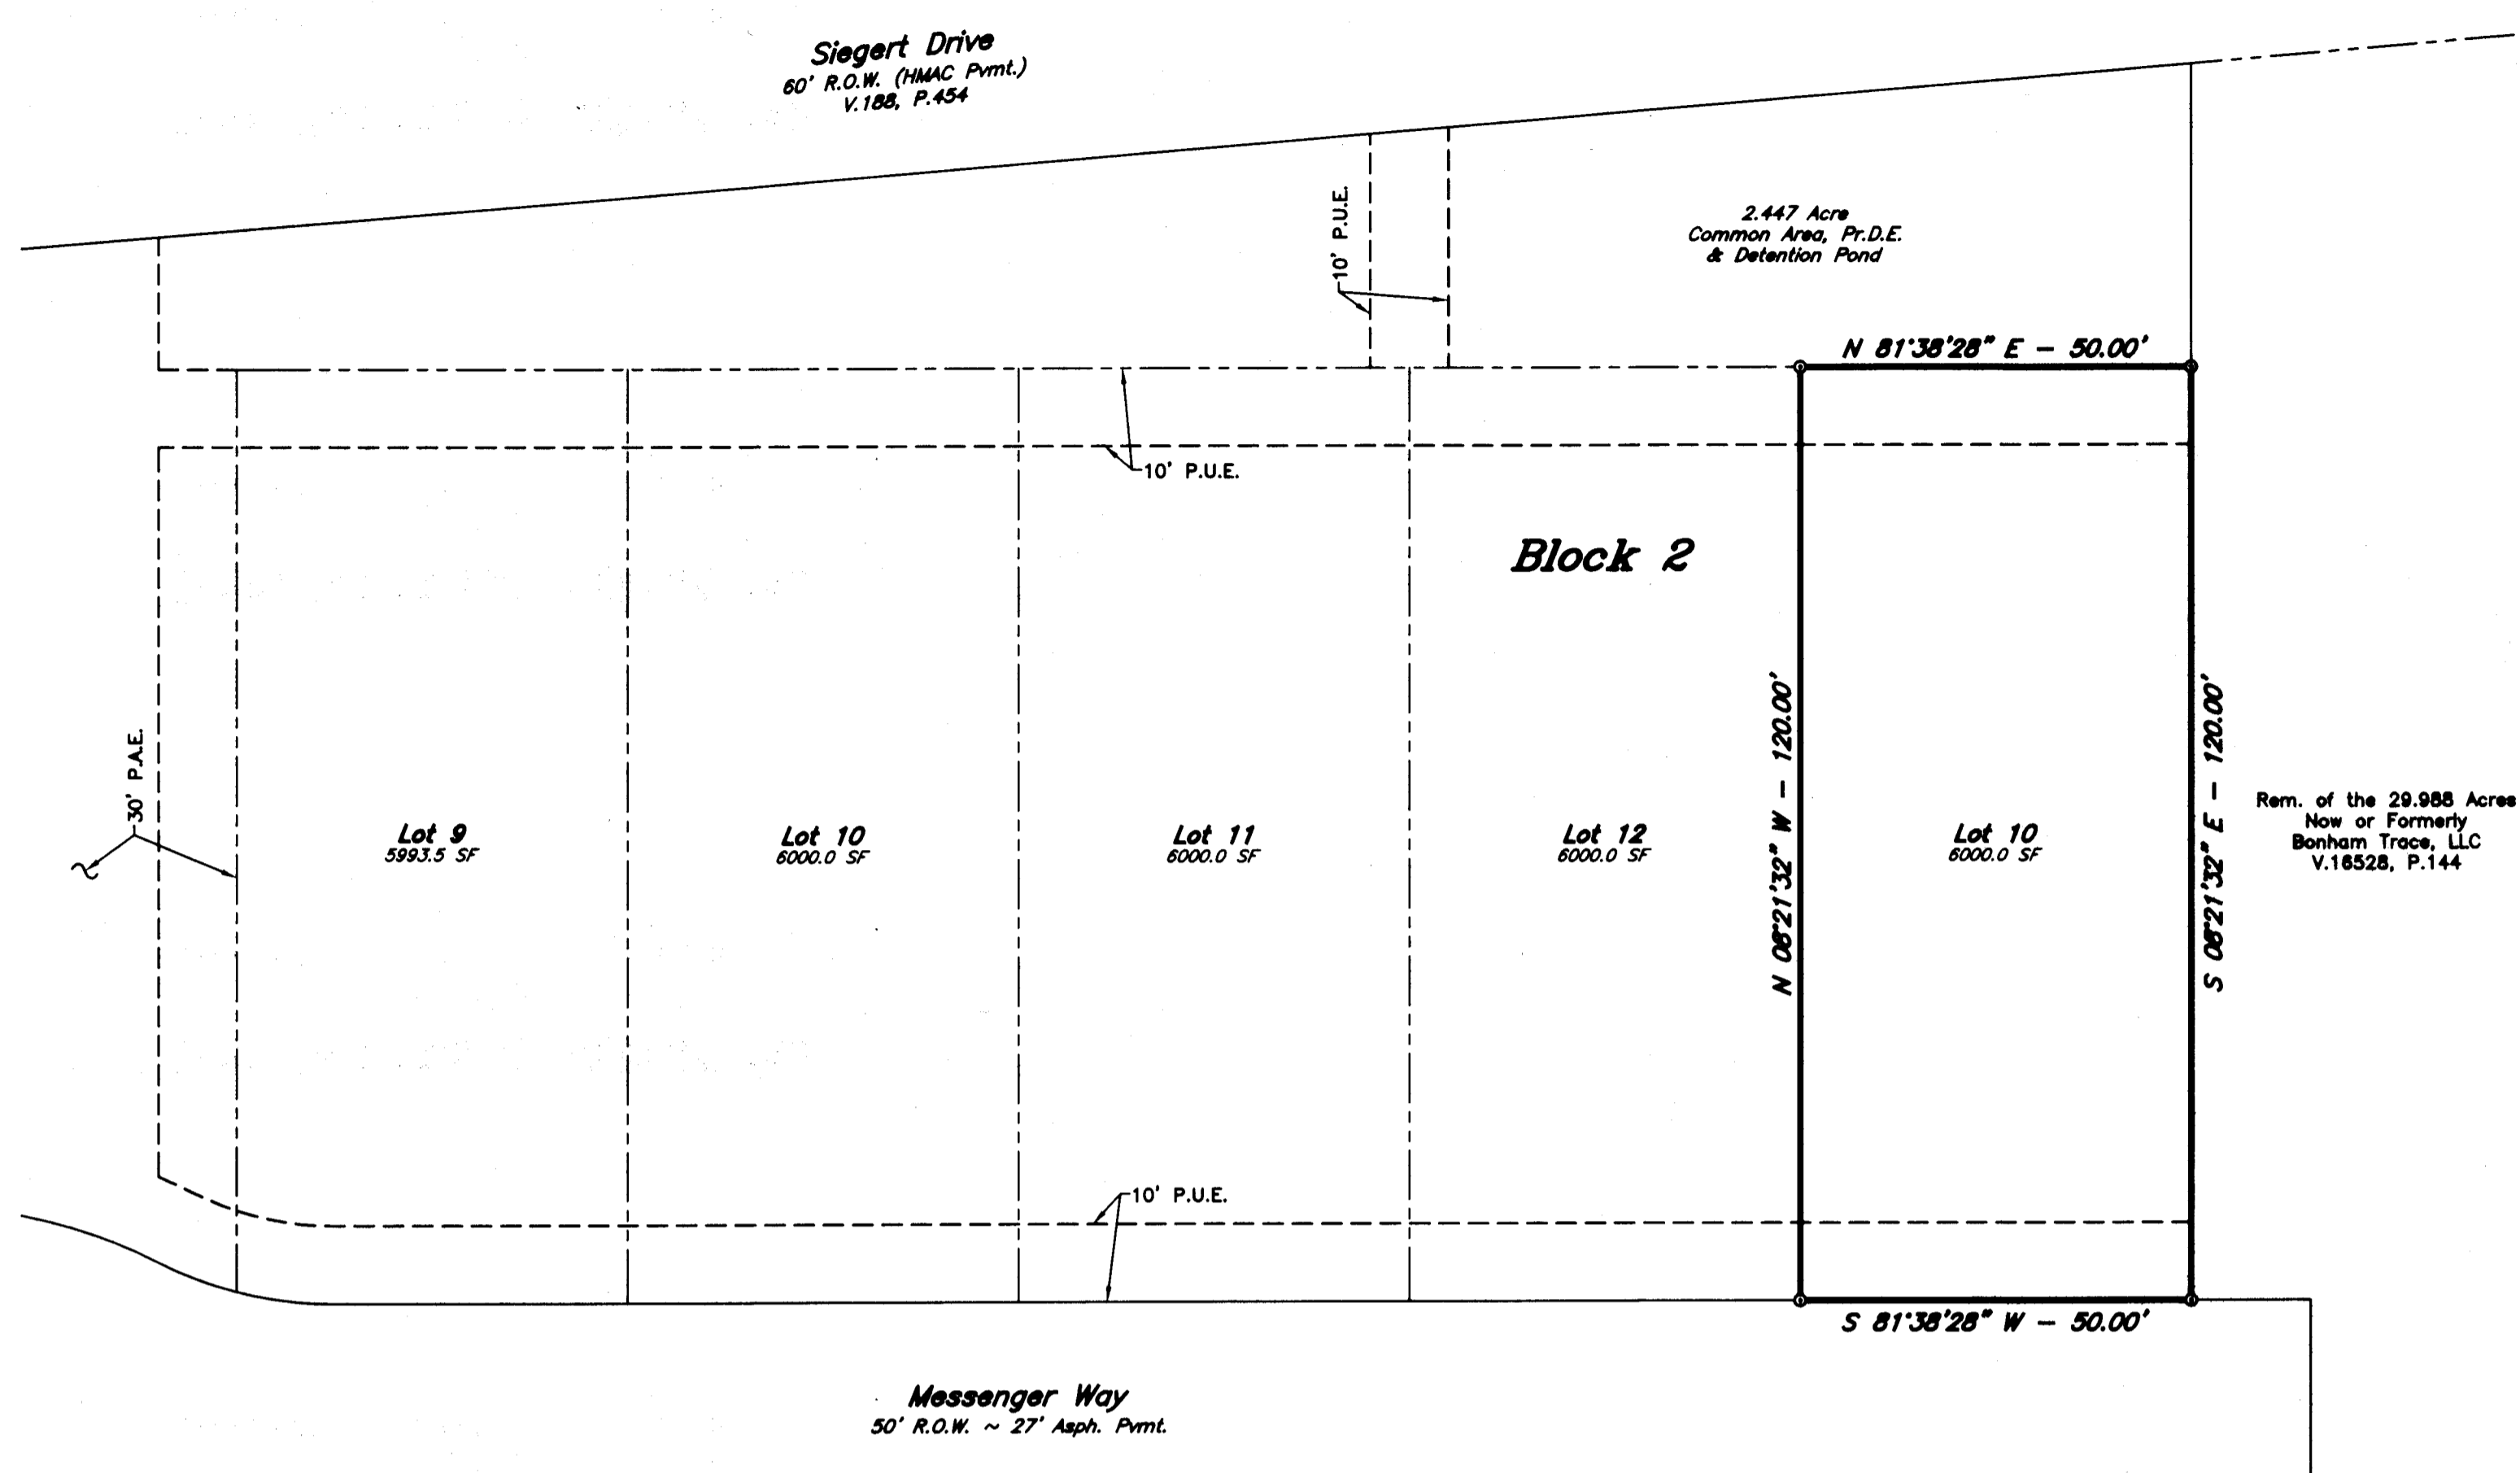 Siegert Drive
60' R.O.W. (HMAC Pvmt.)
V.188, P.454
10' P.U.E.
2.447 Acre
Common Area, Pr.D.E.
& Detention Pond
N 81°38'28" E - 50.00'
10' P.U.E.
Block 2
30' P.A.E.
Lot 9
5993.5 SF
Lot 10
6000.0 SF
Lot 11
6000.0 SF
Lot 12
6000.0 SF
N 08°21'32" W - 120.00'
Lot 10
6000.0 SF
S 08°21'32" E - 120.00'
Rem. of the 29.988 Acres
Now or Formerly
Bonham Trace, LLC
V.16528, P.144
10' P.U.E.
S 81°38'28" W - 50.00'
Messenger Way
50' R.O.W. ~ 27' Asph. Pvmt.